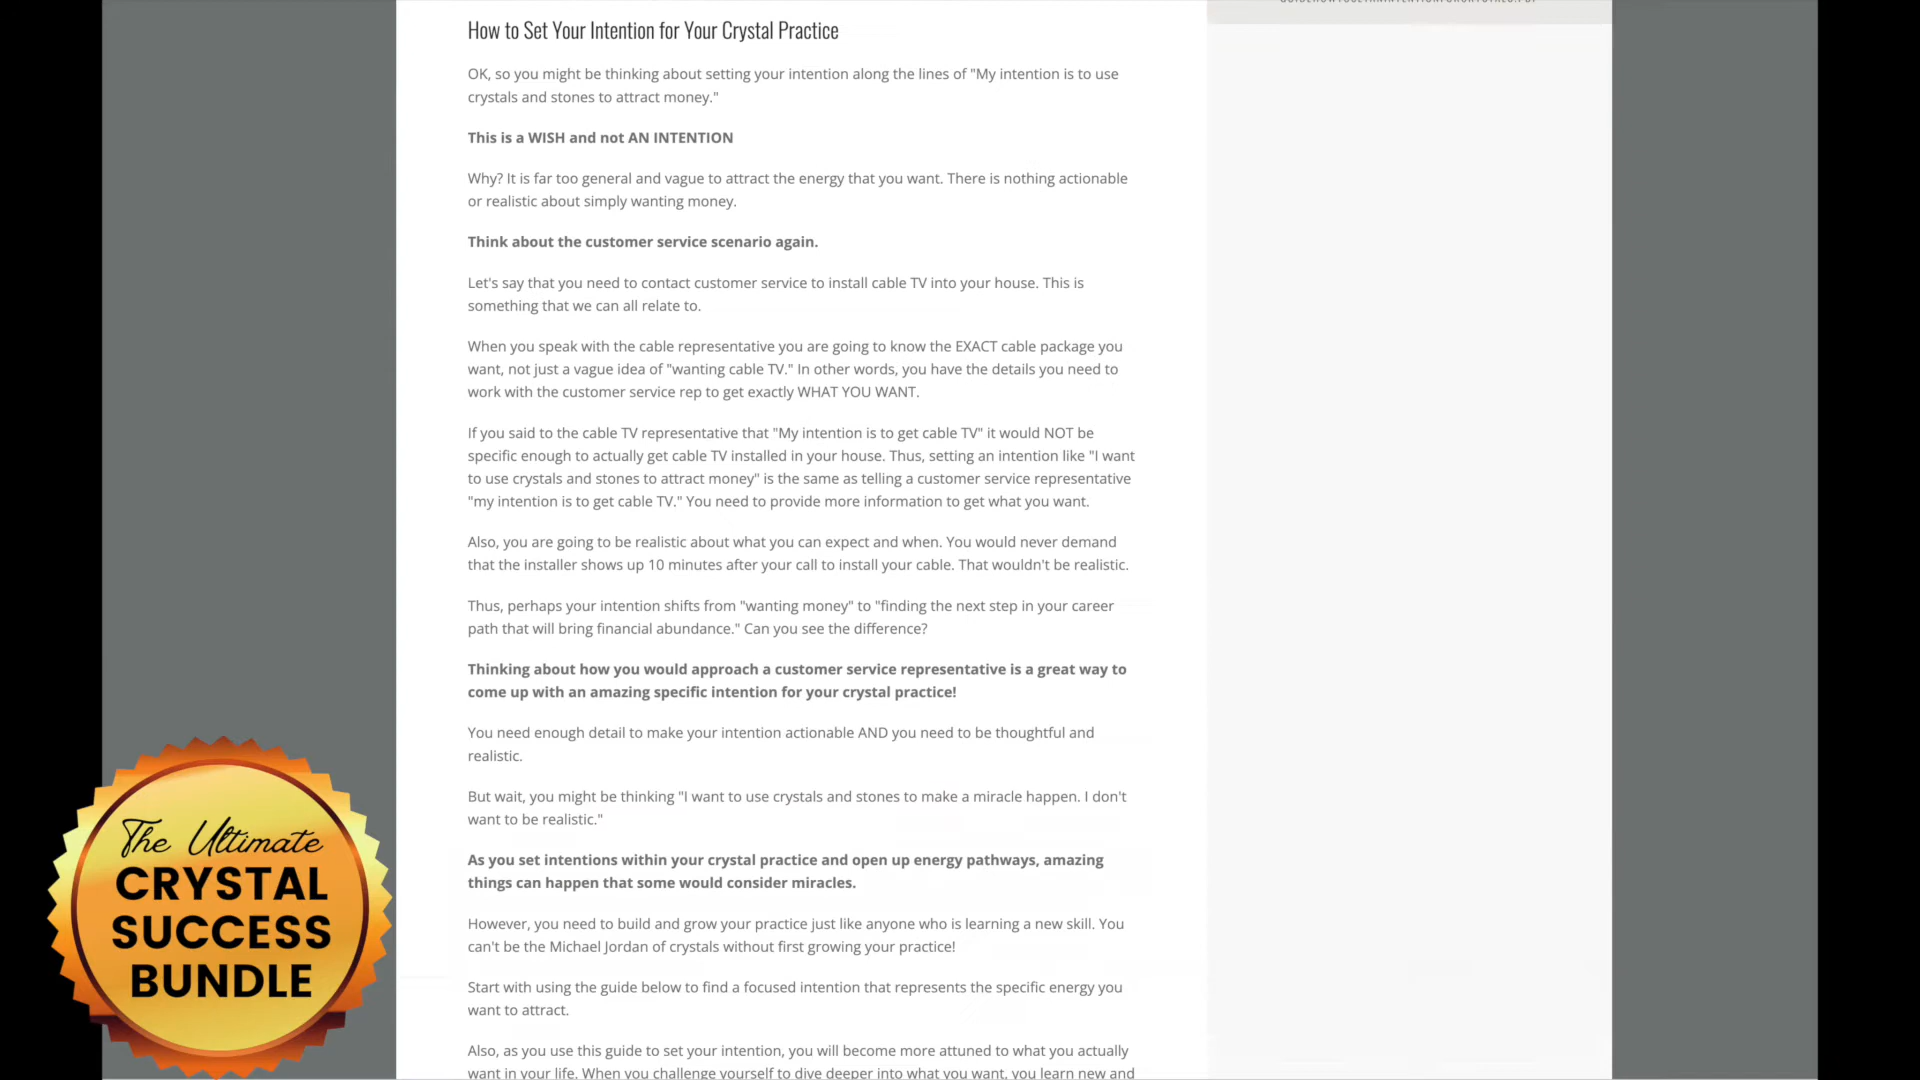 How to Set Your Intention for Your Crystal Practice
OK, so you might be thinking about setting your intention along the lines of "My intention is to use
crystals and stones to attract money."
This is a WISH and not AN INTENTION
Why? It is far too general and vague to attract the energy that you want. There is nothing actionable
or realistic about simply wanting money.
Think about the customer service scenario again.
Let's say that you need to contact customer service to install cable TV into your house. This is
something that we can all relate to.
When you speak with the cable representative you are going to know the EXACT cable package you
want, not just a vague idea of "wanting cable TV." In other words, you have the details you need to
work with the customer service rep to get exactly WHAT YOU WANT.
If you said to the cable TV representative that "My intention is to get cable TV" it would NOT be
specific enough to actually get cable TV installed in your house. Thus, setting an intention like "I want
to use crystals and stones to attract money" is the same as telling a customer service representative
"my intention is to get cable TV." You need to provide more information to get what you want.
Also, you are going to be realistic about what you can expect and when. You would never demand
that the installer shows up 10 minutes after your call to install your cable. That wouldn't be realistic.
Thus, perhaps your intention shifts from "wanting money" to "finding the next step in your career
path that will bring financial abundance." Can you see the difference?
Thinking about how you would approach a customer service representative is a great way to
come up with an amazing specific intention for your crystal practice!
You need enough detail to make your intention actionable AND you need to be thoughtful and
realistic.
But wait, you might be thinking "I want to use crystals and stones to make a miracle happen. I don't
want to be realistic."
As you set intentions within your crystal practice and open up energy pathways, amazing
things can happen that some would consider miracles.
However, you need to build and grow your practice just like anyone who is learning a new skill. You
can't be the Michael Jordan of crystals without first growing your practice!
Start with using the guide below to find a focused intention that represents the specific energy you
want to attract.
Also, as you use this guide to set your intention, you will become more attuned to what you actually
want in your life. When you challenge yourself to dive deeper into what you want, you learn new and
The Ultimate
CRYSTAL
SUCCESS
BUNDLE